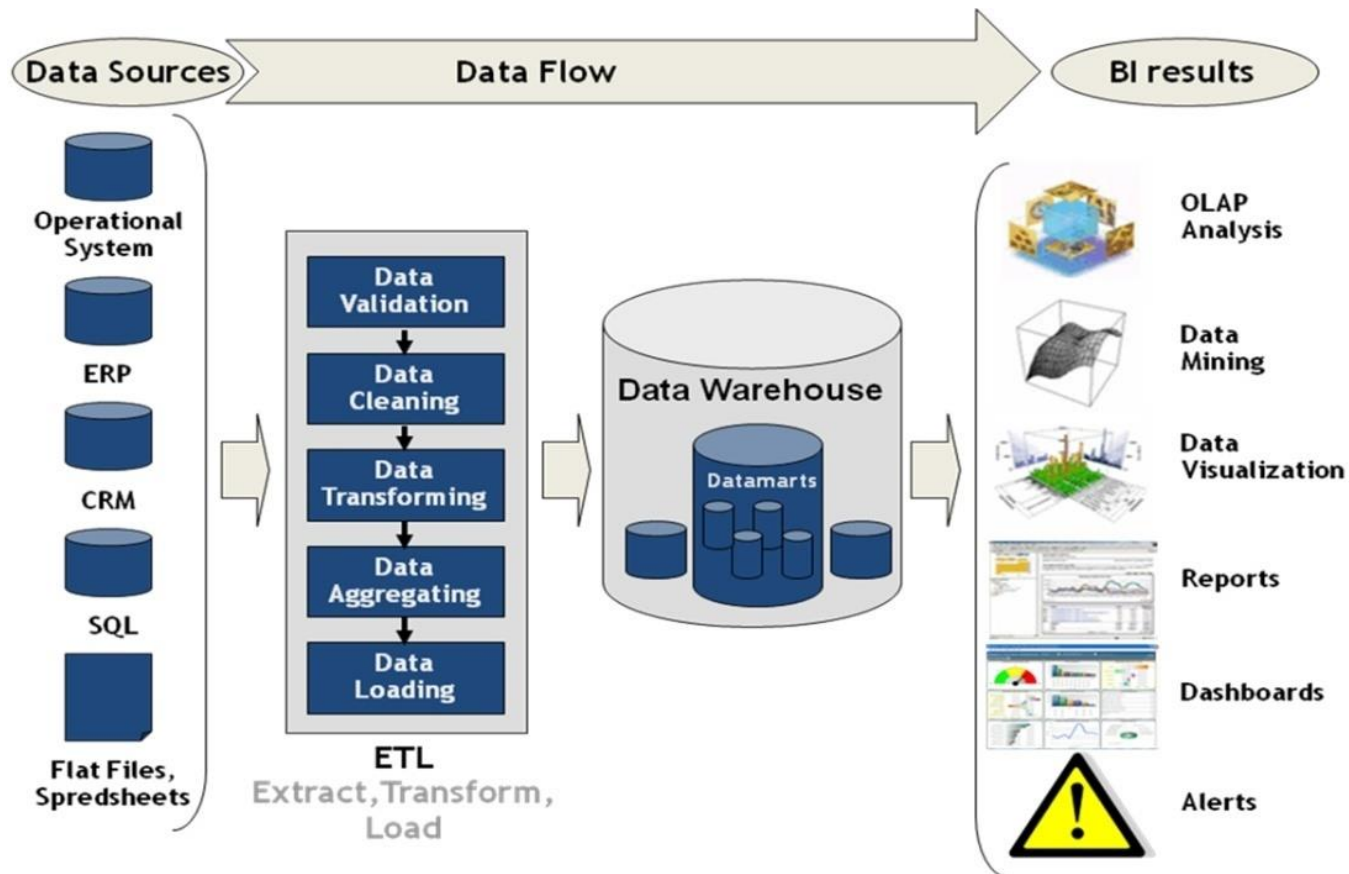 Data Sources
Data Flow
BI results
Operational
System
ERP
CRM
SQL
Flat Files,
Spredsheets
Data
Validation
Data
Cleaning
Data
Transforming
Data
Aggregating
Data
Loading
ETL
Extract, Transform,
Load
Data Warehouse
Datamarts
OLAP
Analysis
Data
Mining
Data
Visualization
Reports
Dashboards
Alerts